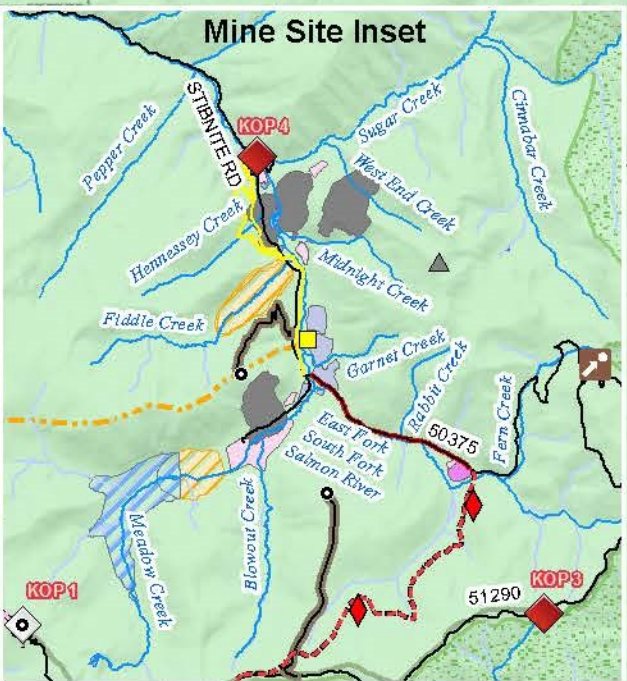 Mine Site Inset
STIBNITE RD
KOP 4
Sugar Creek
Cinnabar Creek
Pepper Creek
West End Creek
Hennessey Creek
Midnight Creek
Fiddle Creek
Garnet Creek
Rabbit Creek
Fern Creek
50375
East Fork
South Fork
Salmon River
Blowout Creek
Meadow Creek
51290
KOP 3
KOP 1